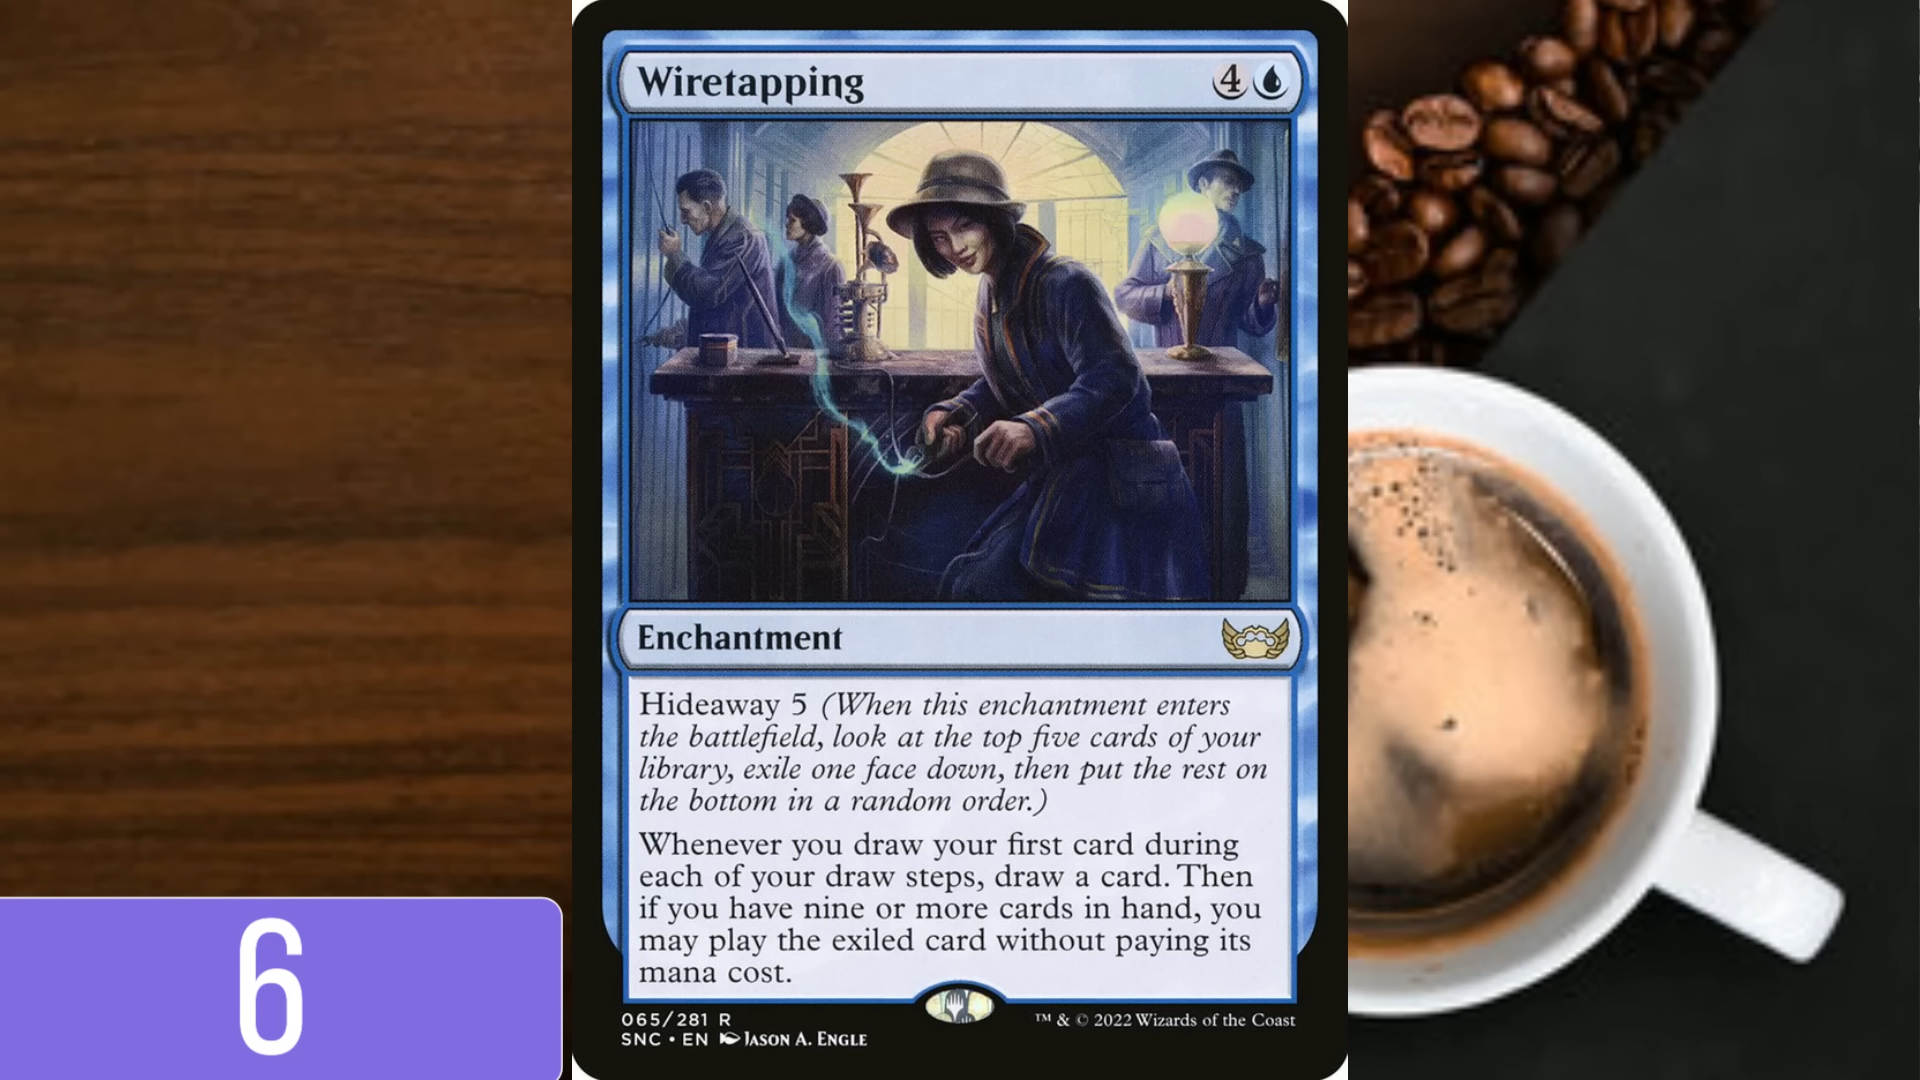 Wiretapping 4
Enchantment
Hideaway 5 (When this enchantment enters
the battlefield, look at the top five cards of your
library, exile one face down, then put the rest on
the bottom in a random order.)
Whenever you draw your first card during
each of your draw steps, draw a card. Then
if you have nine or more cards in hand, you
may play the exiled card without paying its
mana cost.
065/281 R
SNC • EN JASON A. ENGLE
™ & © 2022 Wizards of the Coast
6